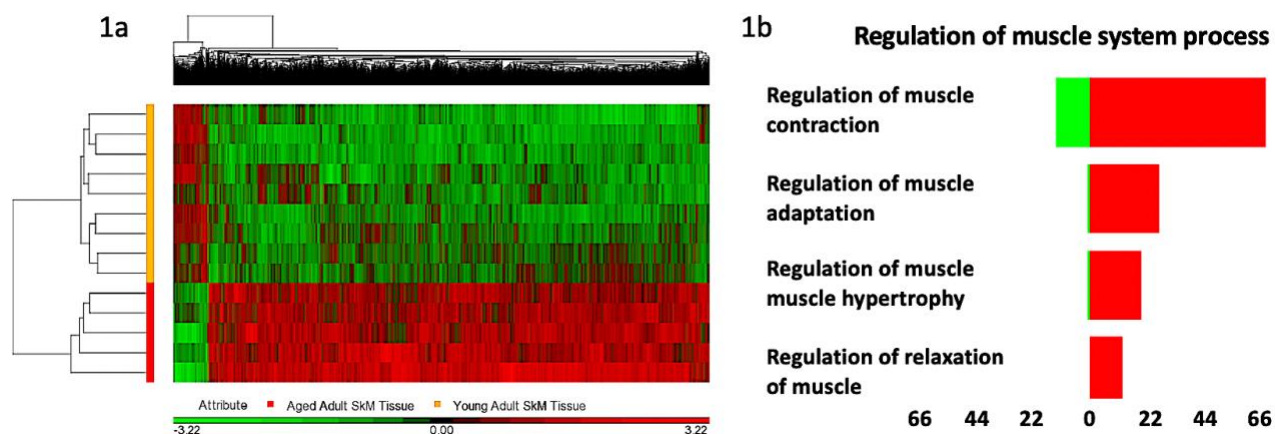 1a
Attribute Aged Adult SkM Tissue Young Adult SkM Tissue
-3.22 0.00 3.22
1b
Regulation of muscle system process
Regulation of muscle
contraction
Regulation of muscle
adaptation
Regulation of muscle
muscle hypertrophy
Regulation of relaxation
of muscle
66 44 22 0 22 44 66